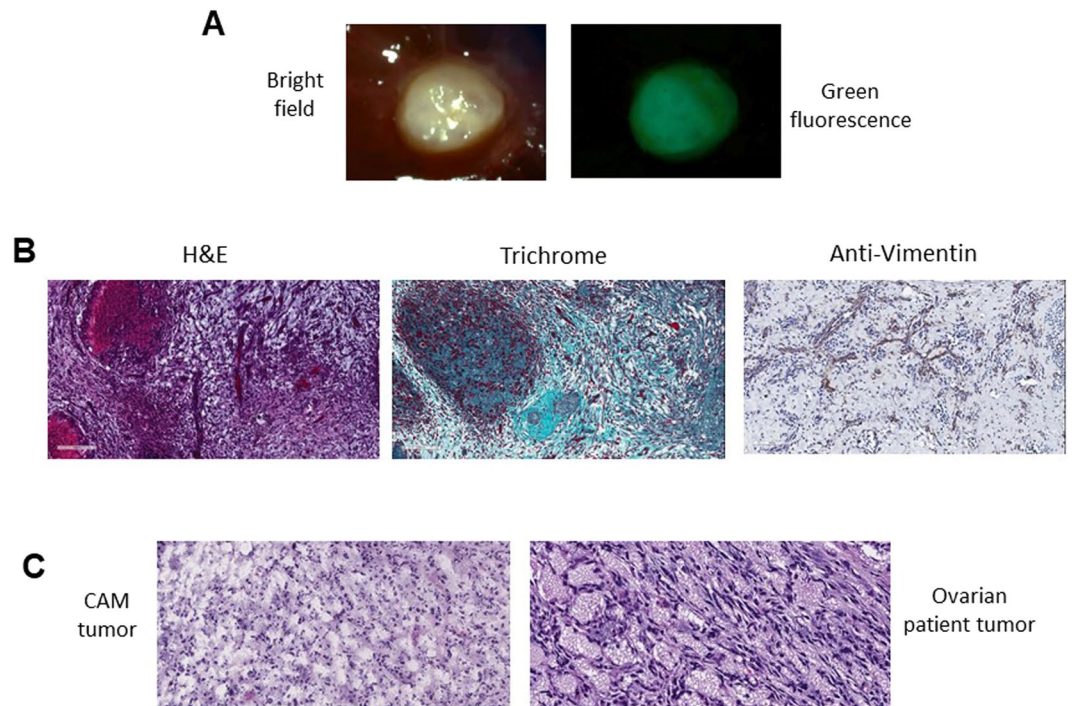 A
Bright
field
Green
fluorescence
B
H&E
Trichrome
Anti-Vimentin
C
CAM
tumor
Ovarian
patient tumor